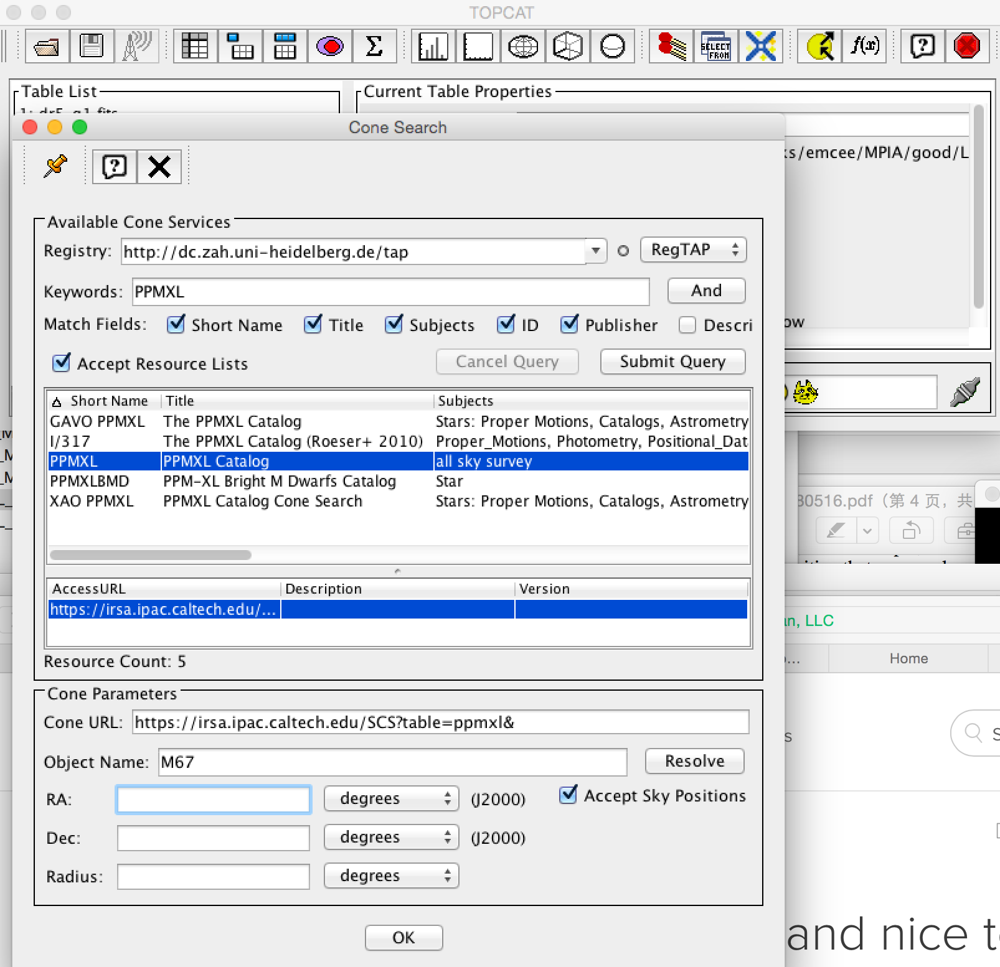 TOPCAT
SELECT
FROM
f(x)
Table List
Current Table Properties
Cone Search
ks/emcee/MPIA/good/L
Available Cone Services
Registry: http://dc.zah.uni-heidelberg.de/tap RegTAP
Keywords: PPMXL And
Match Fields: Short Name Title Subjects ID Publisher Descri
ow
Accept Resource Lists Cancel Query Submit Query
Short Name Title Subjects
GAVO PPMXL The PPMXL Catalog Stars: Proper Motions, Catalogs, Astrometry
I/317 The PPMXL Catalog (Roeser+ 2010) Proper_Motions, Photometry, Positional_Dat
PPMXL PPMXL Catalog all sky survey
PPMXLBMD PPM-XL Bright M Dwarfs Catalog Star
XAO PPMXL PPMXL Catalog Cone Search Stars: Proper Motions, Catalogs, Astrometry
30516.pdf（第 4 页，共
AccessURL Description Version
https://irsa.ipac.caltech.edu/...
an, LLC
Resource Count: 5
Home
Cone Parameters
Cone URL: https://irsa.ipac.caltech.edu/SCS?table=ppmxl&
Object Name: M67 Resolve
RA: degrees (J2000) Accept Sky Positions
Dec: degrees (J2000)
Radius: degrees
OK
and nice to